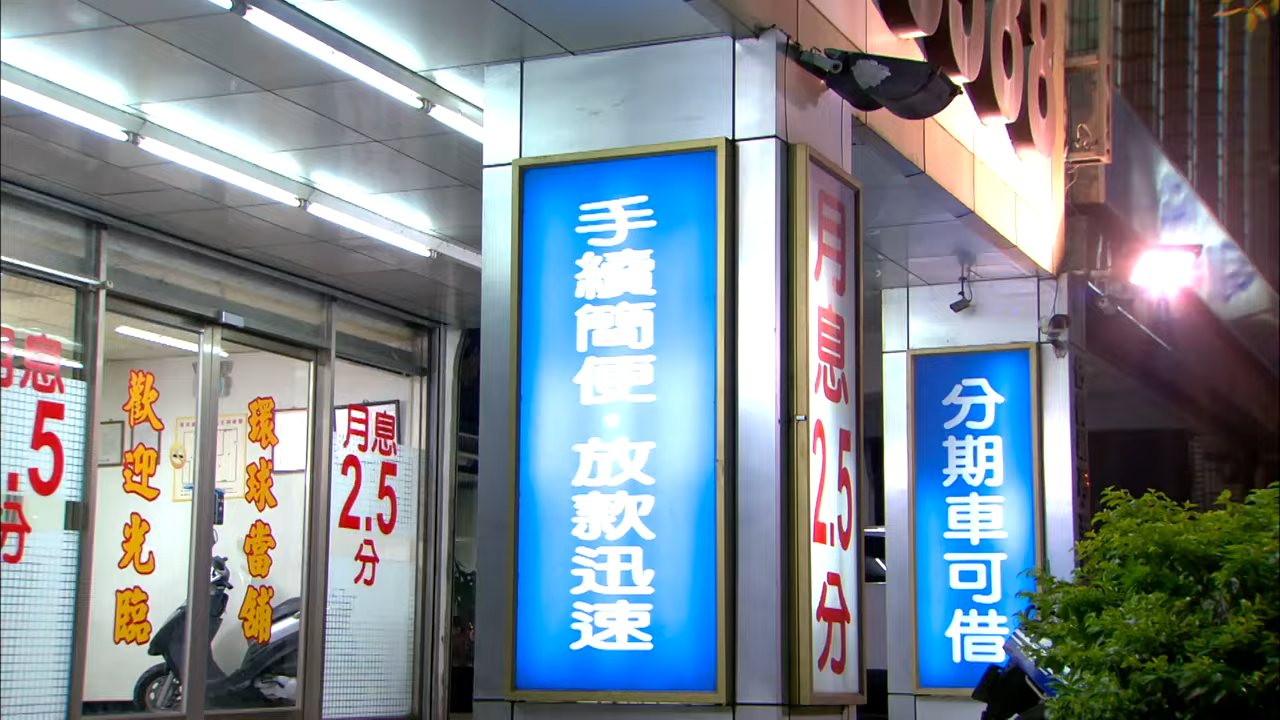 月息
.5
分
歡迎光臨
環球當舖
月息
2.5
分
手續簡便·放款迅速
月息2.5分
分期車可借